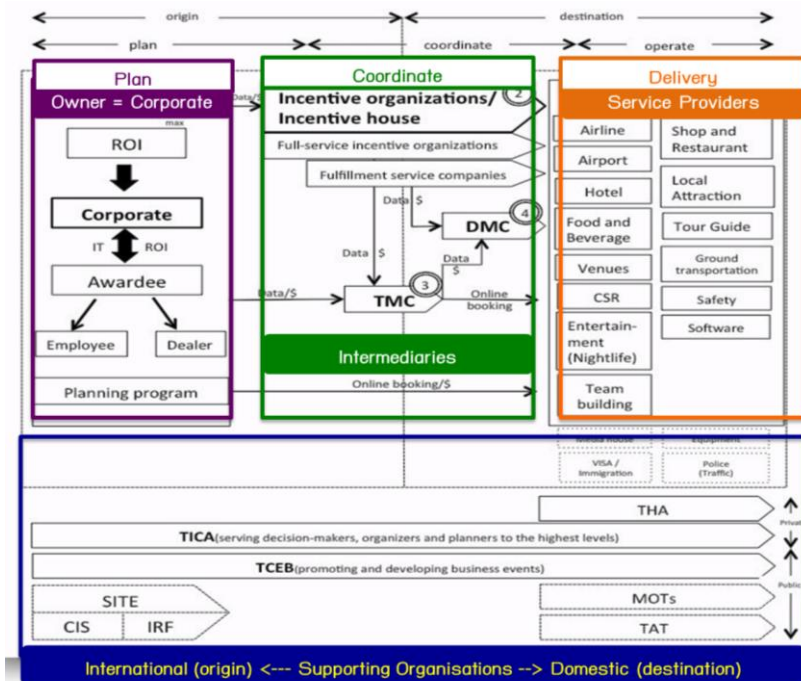 origin
destination
plan
coordinate
operate
Plan
Owner = Corporate
max
ROI
Corporate
IT
ROI
Awardee
Employee
Dealer
Planning program
Data/$
Data/$
Coordinate
2
Incentive organizations/
Incentive house
Full-service incentive organizations
Fulfillment service companies
Data $
4
DMC
Data $
Data
$
3
TMC
Online
booking
Intermediaries
Online booking/$
Delivery
Service Providers
Airline
Airport
Hotel
Food and
Beverage
Venues
CSR
Entertain-
ment
(Nightlife)
Team
building
Shop and
Restaurant
Local
Attraction
Tour Guide
Ground
transportation
Safety
Software
Media house
Equipment
VISA /
Immigration
Police
(Traffic)
THA
Private
TICA(serving decision-makers, organizers and planners to the highest levels)
TCEB(promoting and developing business events)
Public
SITE
CIS
IRF
MOTs
TAT
International (origin) <--- Supporting Organisations --> Domestic (destination)